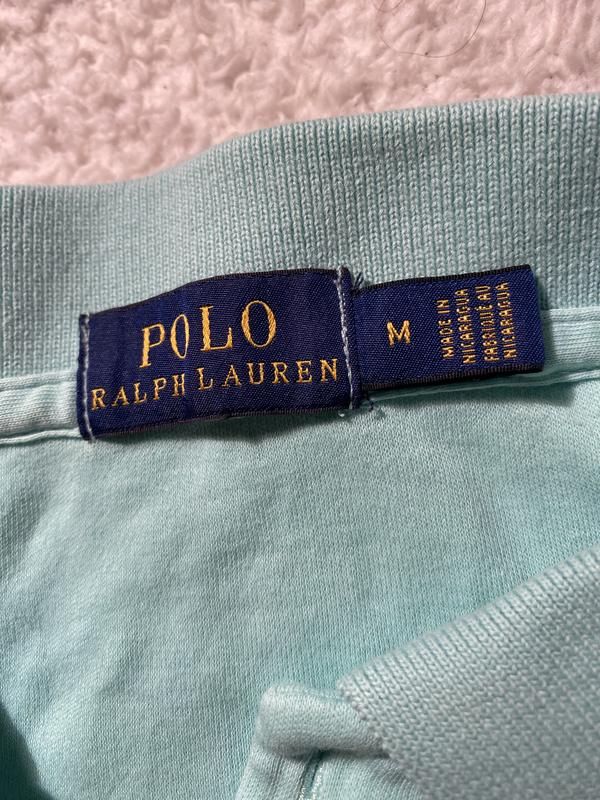 POLO
RALPH LAUREN
M
MADE IN
NICARAGUA
FABRIQUÉ AU
NICARAGUA